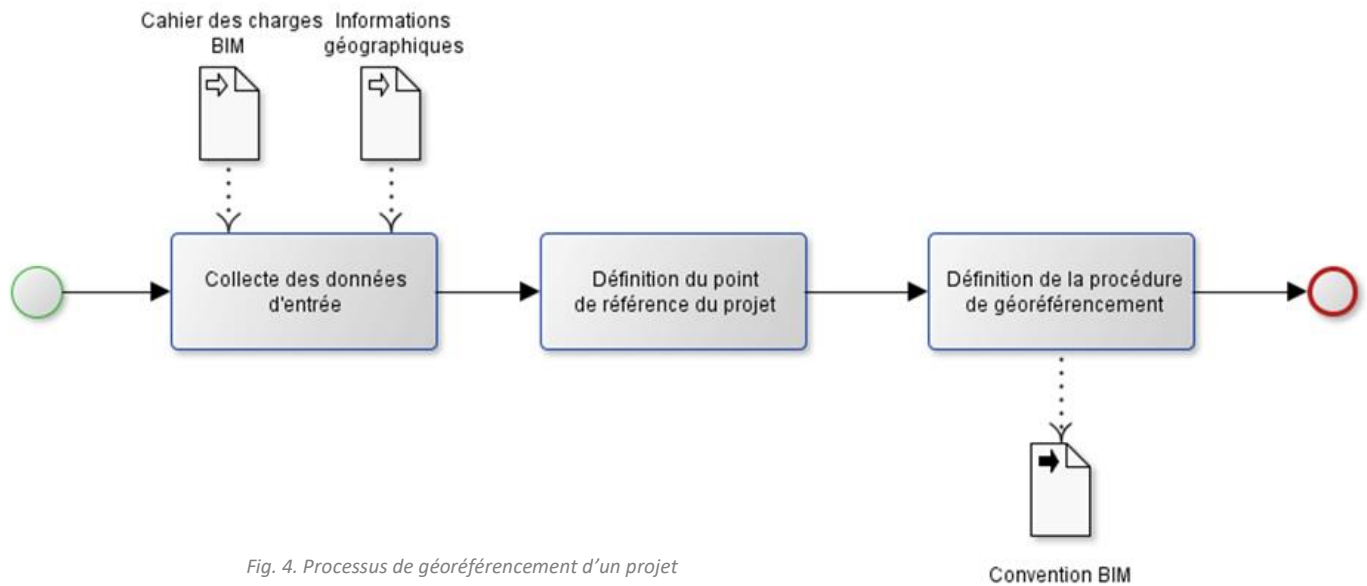 Cahier des charges
BIM
Informations
géographiques
Collecte des données
d'entrée
Définition du point
de référence du projet
Définition de la procédure
de géoréférencement
Convention BIM
Fig. 4. Processus de géoréférencement d’un projet